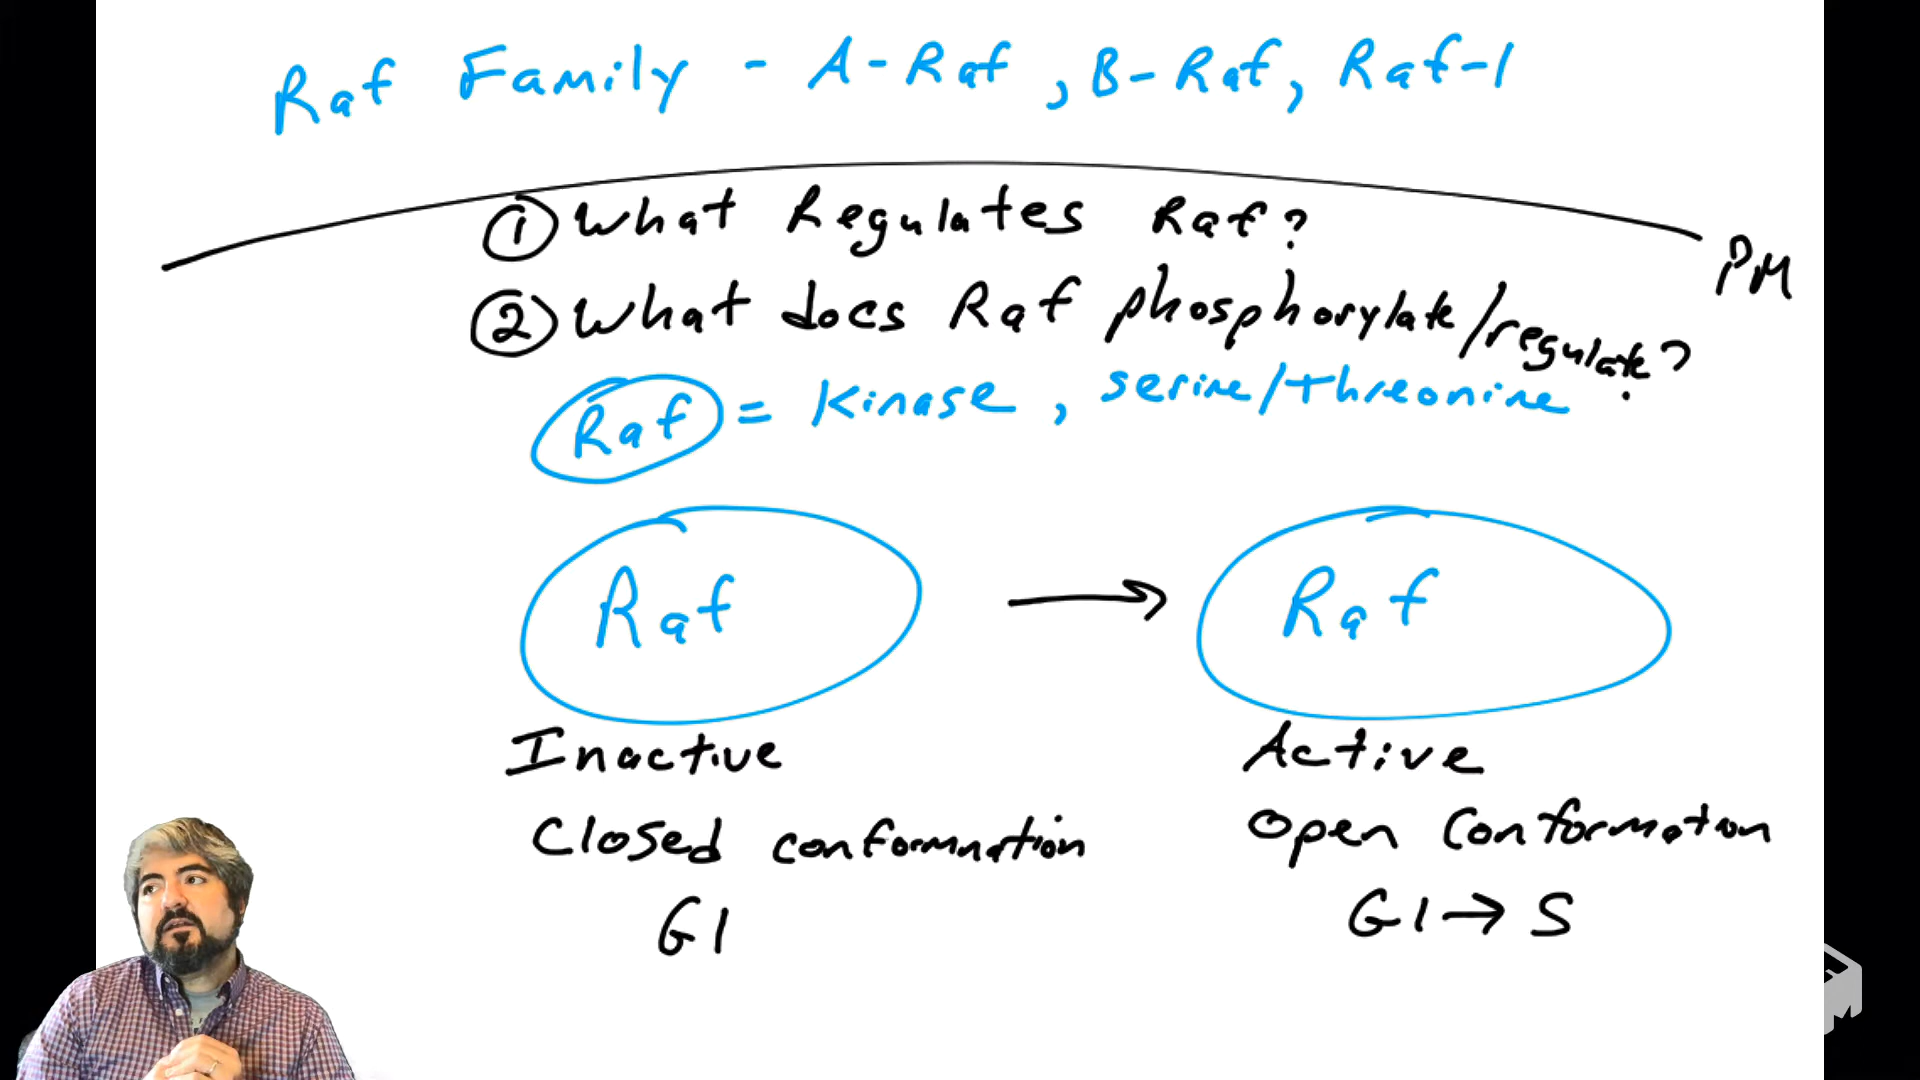 Raf Family - A-Raf, B-Raf, Raf-1
① What Regulates Raf?
PM
② What does Raf phosphorylate/regulate?
Raf = Kinase, serine/threonine
Raf → Raf
Inactive Active
Closed conformation Open Conformation
G1 G1 → S